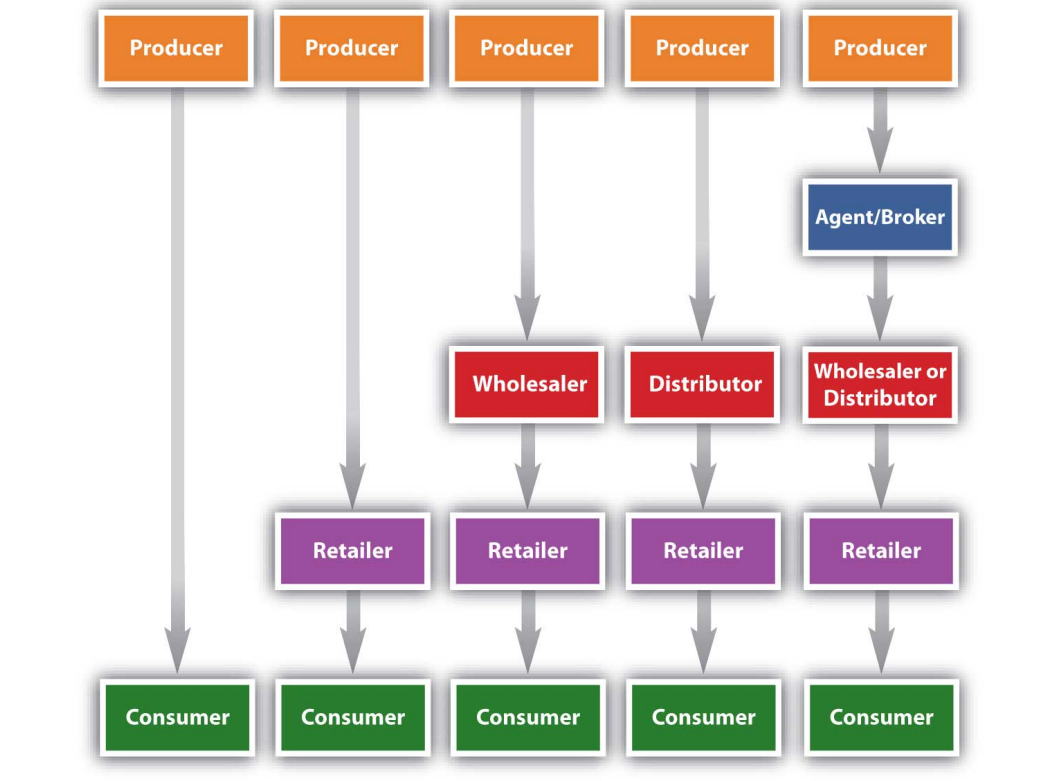 Producer
Producer
Producer
Producer
Producer
Agent/Broker
Wholesaler
Distributor
Wholesaler or
Distributor
Retailer
Retailer
Retailer
Retailer
Consumer
Consumer
Consumer
Consumer
Consumer